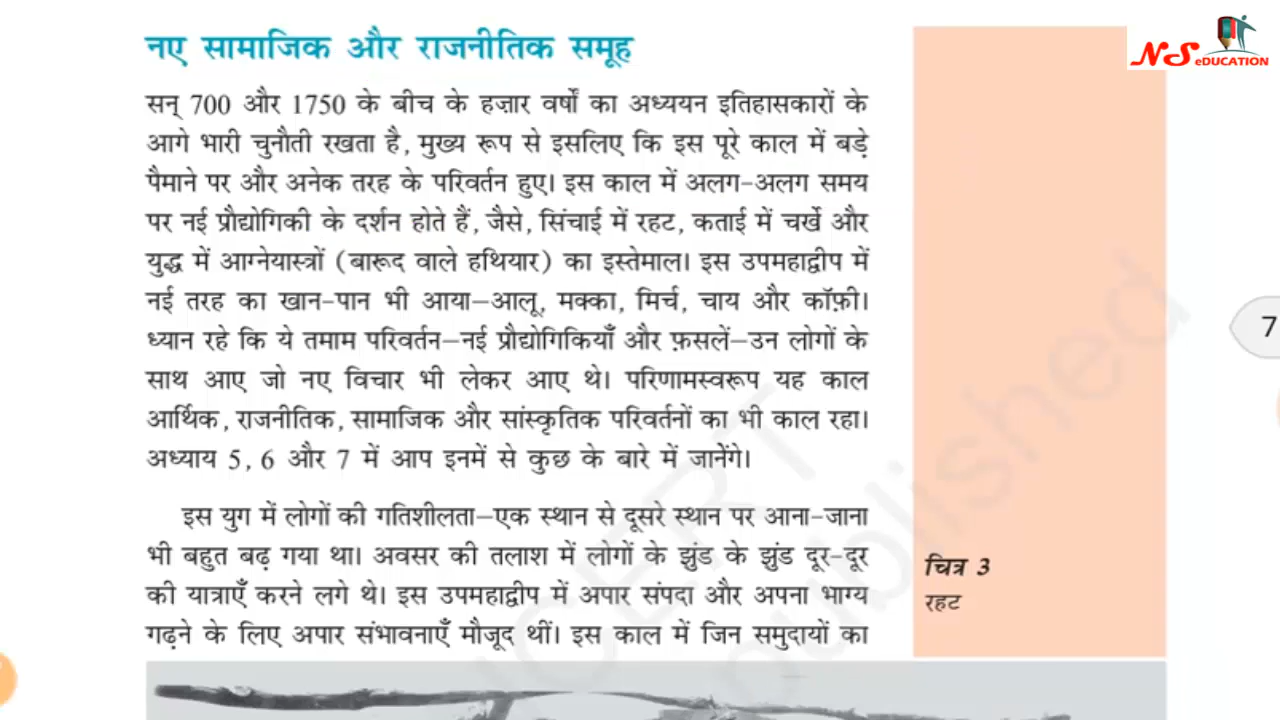 नए सामाजिक और राजनीतिक समूह
NS eDUCATION
सन् 700 और 1750 के बीच के हज़ार वर्षों का अध्ययन इतिहासकारों के
आगे भारी चुनौती रखता है, मुख्य रूप से इसलिए कि इस पूरे काल में बड़े
पैमाने पर और अनेक तरह के परिवर्तन हुए। इस काल में अलग-अलग समय
पर नई प्रौद्योगिकी के दर्शन होते हैं, जैसे, सिंचाई में रहट, कताई में चर्खे और
युद्ध में आग्नेयास्त्रों (बारूद वाले हथियार) का इस्तेमाल। इस उपमहाद्वीप में
नई तरह का खान-पान भी आया—आलू, मक्का, मिर्च, चाय और कॉफ़ी।
ध्यान रहे कि ये तमाम परिवर्तन—नई प्रौद्योगिकियाँ और फ़सलें—उन लोगों के
साथ आए जो नए विचार भी लेकर आए थे। परिणामस्वरूप यह काल
आर्थिक, राजनीतिक, सामाजिक और सांस्कृतिक परिवर्तनों का भी काल रहा।
अध्याय 5, 6 और 7 में आप इनमें से कुछ के बारे में जानेंगे।
इस युग में लोगों की गतिशीलता—एक स्थान से दूसरे स्थान पर आना-जाना
भी बहुत बढ़ गया था। अवसर की तलाश में लोगों के झुंड के झुंड दूर-दूर
की यात्राएँ करने लगे थे। इस उपमहाद्वीप में अपार संपदा और अपना भाग्य
गढ़ने के लिए अपार संभावनाएँ मौजूद थीं। इस काल में जिन समुदायों का
चित्र 3
रहट
7
NCERT
published